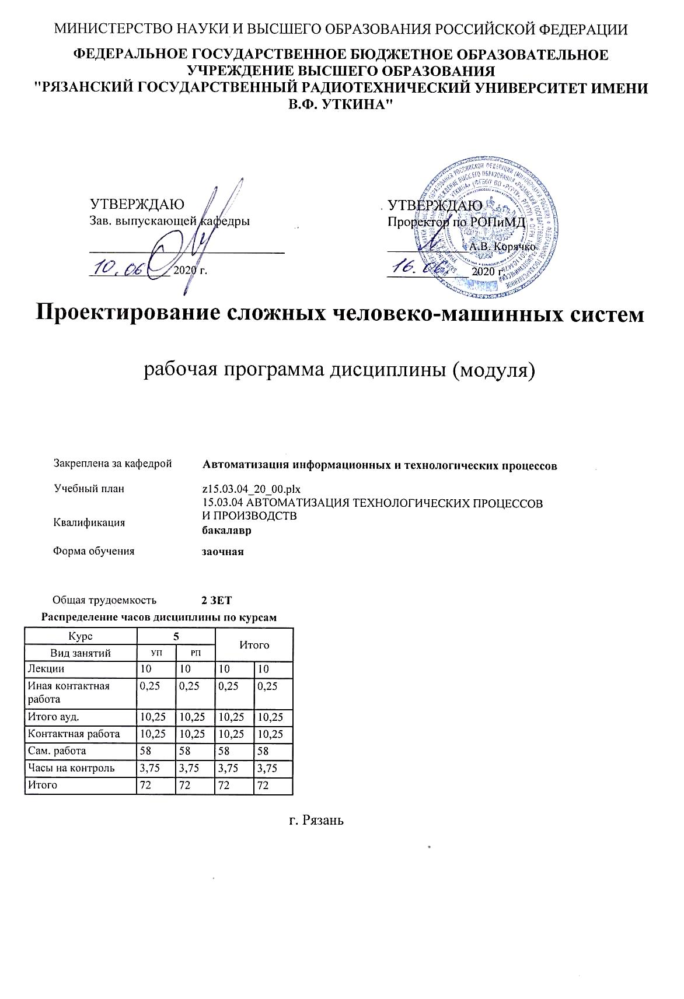 МИНИСТЕРСТВО НАУКИ И ВЫСШЕГО ОБРАЗОВАНИЯ РОССИЙСКОЙ ФЕДЕРАЦИИ
ФЕДЕРАЛЬНОЕ ГОСУДАРСТВЕННОЕ БЮДЖЕТНОЕ ОБРАЗОВАТЕЛЬНОЕ
УЧРЕЖДЕНИЕ ВЫСШЕГО ОБРАЗОВАНИЯ
"РЯЗАНСКИЙ ГОСУДАРСТВЕННЫЙ РАДИОТЕХНИЧЕСКИЙ УНИВЕРСИТЕТ ИМЕНИ
В.Ф. УТКИНА"
УТВЕРЖДАЮ
Зав. выпускающей кафедры
10.06 2020 г.
УТВЕРЖДАЮ
Проректор по РОПиМД
А.В. Корячко
16.06. 2020 г.
Проектирование сложных человеко-машинных систем
рабочая программа дисциплины (модуля)
Закреплена за кафедрой Автоматизация информационных и технологических процессов
Учебный план z15.03.04_20_00.plx
15.03.04 АВТОМАТИЗАЦИЯ ТЕХНОЛОГИЧЕСКИХ ПРОЦЕССОВ
И ПРОИЗВОДСТВ
Квалификация бакалавр
Форма обучения заочная
Общая трудоемкость 2 ЗЕТ
Распределение часов дисциплины по курсам
Курс 5 Итого
Вид занятий УП РП
Лекции 10 10 10 10
Иная контактная
работа 0,25 0,25 0,25 0,25
Итого ауд. 10,25 10,25 10,25 10,25
Контактная работа 10,25 10,25 10,25 10,25
Сам. работа 58 58 58 58
Часы на контроль 3,75 3,75 3,75 3,75
Итого 72 72 72 72
г. Рязань